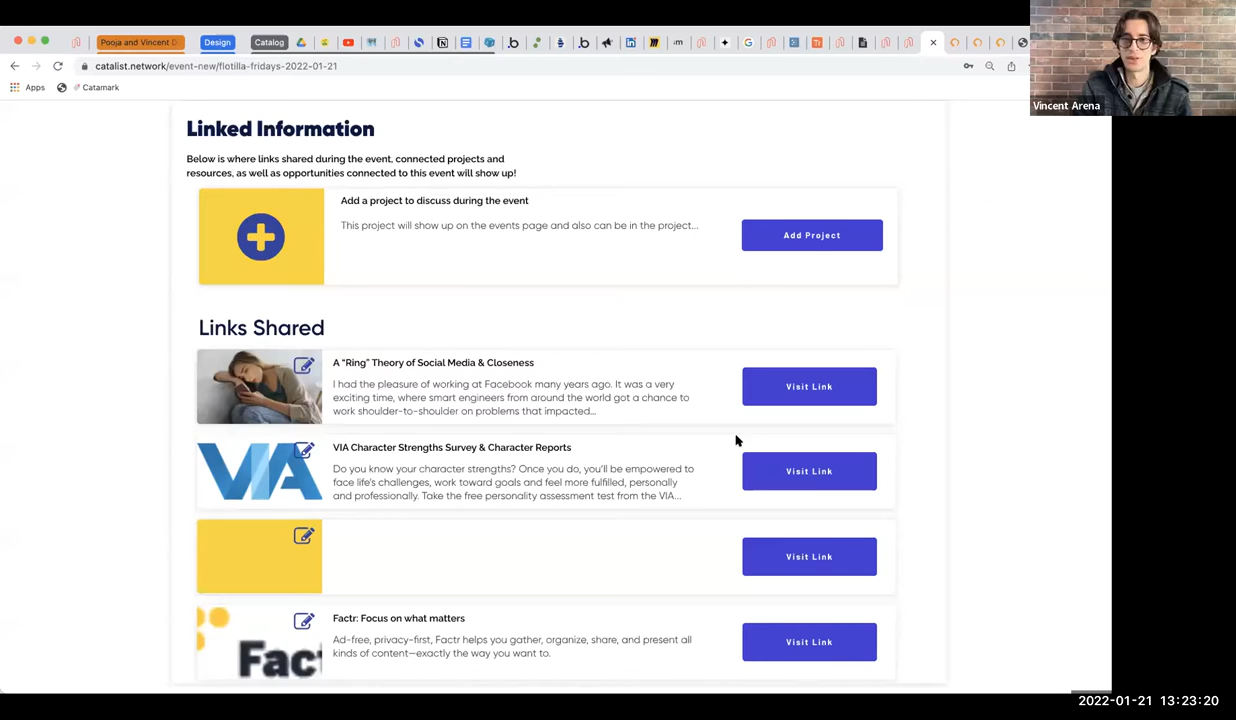 Pooja and Vincent D
Design
Catalog
catalist.network/event-new/flotilla-fridays-2022-01-21
Apps
Catamark
Vincent Arena
Linked Information
Below is where links shared during the event, connected projects and
resources, as well as opportunities connected to this event will show up!
Add a project to discuss during the event
This project will show up on the events page and also can be in the project...
Add Project
Links Shared
A “Ring” Theory of Social Media & Closeness
I had the pleasure of working at Facebook many years ago. It was a very
exciting time, where smart engineers from around the world got a chance to
work shoulder-to-shoulder on problems that impacted...
Visit Link
VIA
VIA Character Strengths Survey & Character Reports
Do you know your character strengths? Once you do, you’ll be empowered to
face life’s challenges, work toward goals and feel more fulfilled, personally
and professionally. Take the free personality assessment test from the VIA...
Visit Link
Visit Link
Fact
Factr: Focus on what matters
Ad-free, privacy-first, Factr helps you gather, organize, share, and present all
kinds of content—exactly the way you want to.
Visit Link
2022-01-21 13:23:20